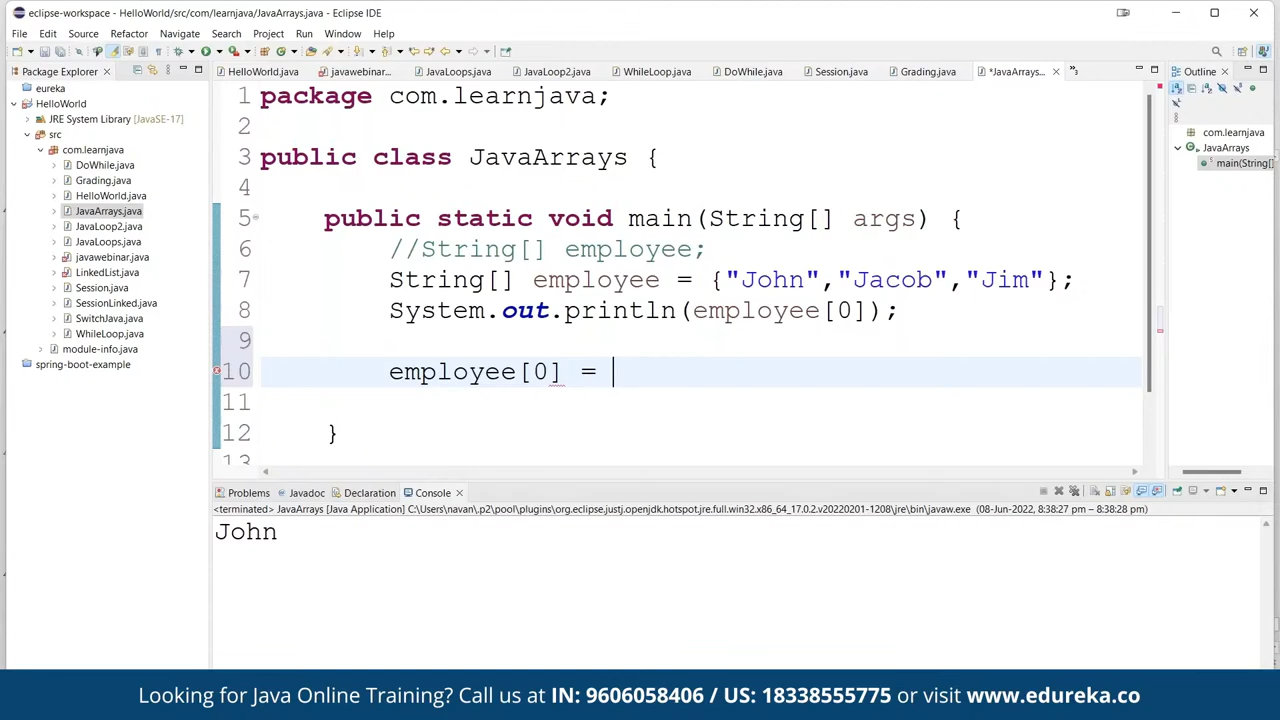 eclipse-workspace - HelloWorld/src/com/learnjava/JavaArrays.java - Eclipse IDE
File Edit Source Refactor Navigate Search Project Run Window Help
Package Explorer
HelloWorld.java javawebinar... JavaLoops.java JavaLoop2.java WhileLoop.java DoWhile.java Session.java Grading.java *JavaArrays...
Outline
eureka
HelloWorld
JRE System Library [JavaSE-17]
src
com.learnjava
DoWhile.java
Grading.java
HelloWorld.java
JavaArrays.java
JavaLoop2.java
JavaLoops.java
javawebinar.java
LinkedList.java
Session.java
SessionLinked.java
SwitchJava.java
WhileLoop.java
module-info.java
spring-boot-example
1 package com.learnjava;
2
3 public class JavaArrays {
4
5 public static void main(String[] args) {
6 //String[] employee;
7 String[] employee = {"John","Jacob","Jim"};
8 System.out.println(employee[0]);
9
10 employee[0] =
11
12 }
13
com.learnjava
JavaArrays
main(String[]
Problems Javadoc Declaration Console
<terminated> JavaArrays [Java Application] C:\Users\navan\.p2\pool\plugins\org.eclipse.justj.openjdk.hotspot.jre.full.win32.x86_64_17.0.2.v20220201-1208\jre\bin\javaw.exe (08-Jun-2022, 8:38:27 pm – 8:38:28 pm)
John
Looking for Java Online Training? Call us at IN: 9606058406 / US: 18338555775 or visit www.edureka.co